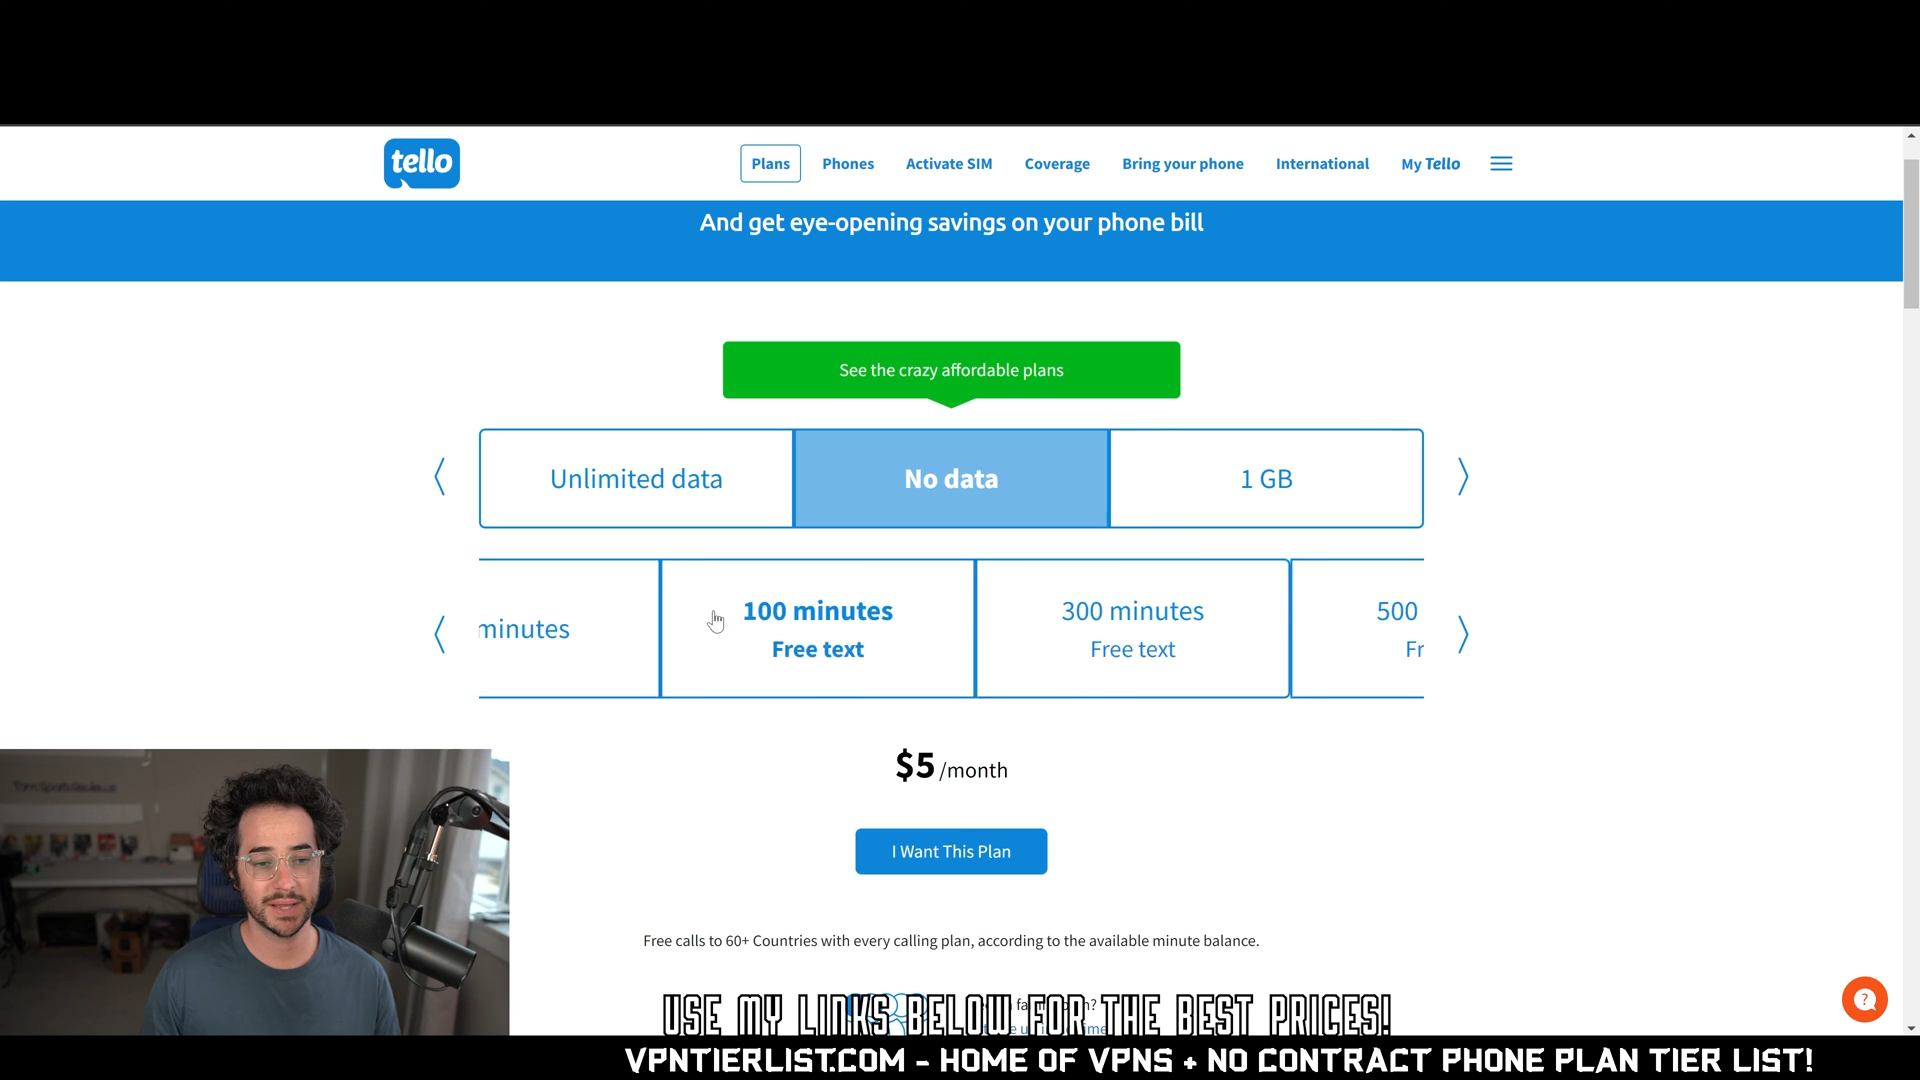 tello
Plans
Phones
Activate SIM
Coverage
Bring your phone
International
My Tello
And get eye-opening savings on your phone bill
See the crazy affordable plans
Unlimited data
No data
1 GB
minutes
100 minutes
Free text
300 minutes
Free text
500
Fr
$5 /month
I Want This Plan
Free calls to 60+ Countries with every calling plan, according to the available minute balance.
?
USE MY LINKS BELOW FOR THE BEST PRICES!
VPNTIERLIST.COM - HOME OF VPNS + NO CONTRACT PHONE PLAN TIER LIST!